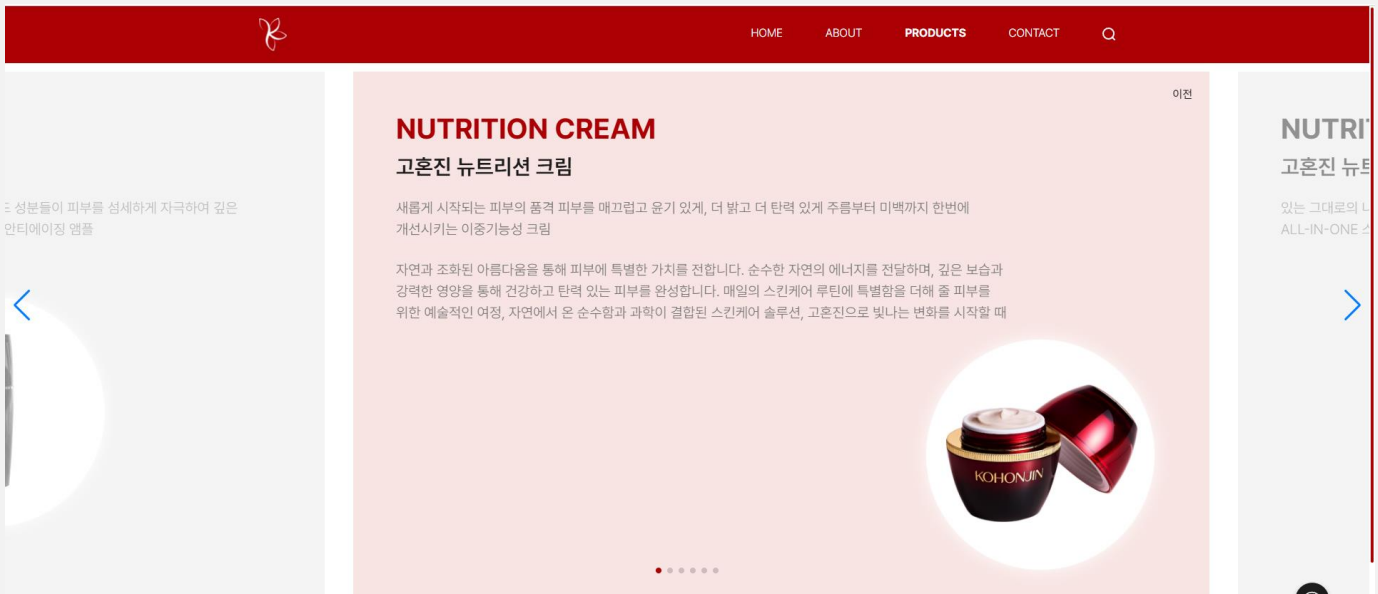 HOME ABOUT PRODUCTS CONTACT
이전
NUTRITION CREAM
고혼진 뉴트리션 크림
새롭게 시작되는 피부의 품격 피부를 매끄럽고 윤기 있게, 더 밝고 더 탄력 있게 주름부터 미백까지 한번에
개선시키는 이중기능성 크림
자연과 조화된 아름다움을 통해 피부에 특별한 가치를 전합니다. 순수한 자연의 에너지를 전달하며, 깊은 보습과
강력한 영양을 통해 건강하고 탄력 있는 피부를 완성합니다. 매일의 스킨케어 루틴에 특별함을 더해 줄 피부를
위한 예술적인 여정, 자연에서 온 순수함과 과학이 결합된 스킨케어 솔루션, 고혼진으로 빛나는 변화를 시작할 때
KOHONJIN
성분들이 피부를 섬세하게 자극하여 깊은
안티에이징 앰플
NUTRI
고혼진 뉴트
있는 그대로의
ALL-IN-ONE